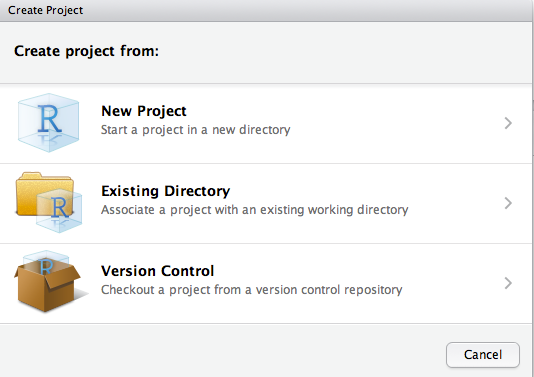 Create Project
Create project from:
R
New Project
Start a project in a new directory
R
Existing Directory
Associate a project with an existing working directory
R
Version Control
Checkout a project from a version control repository
Cancel